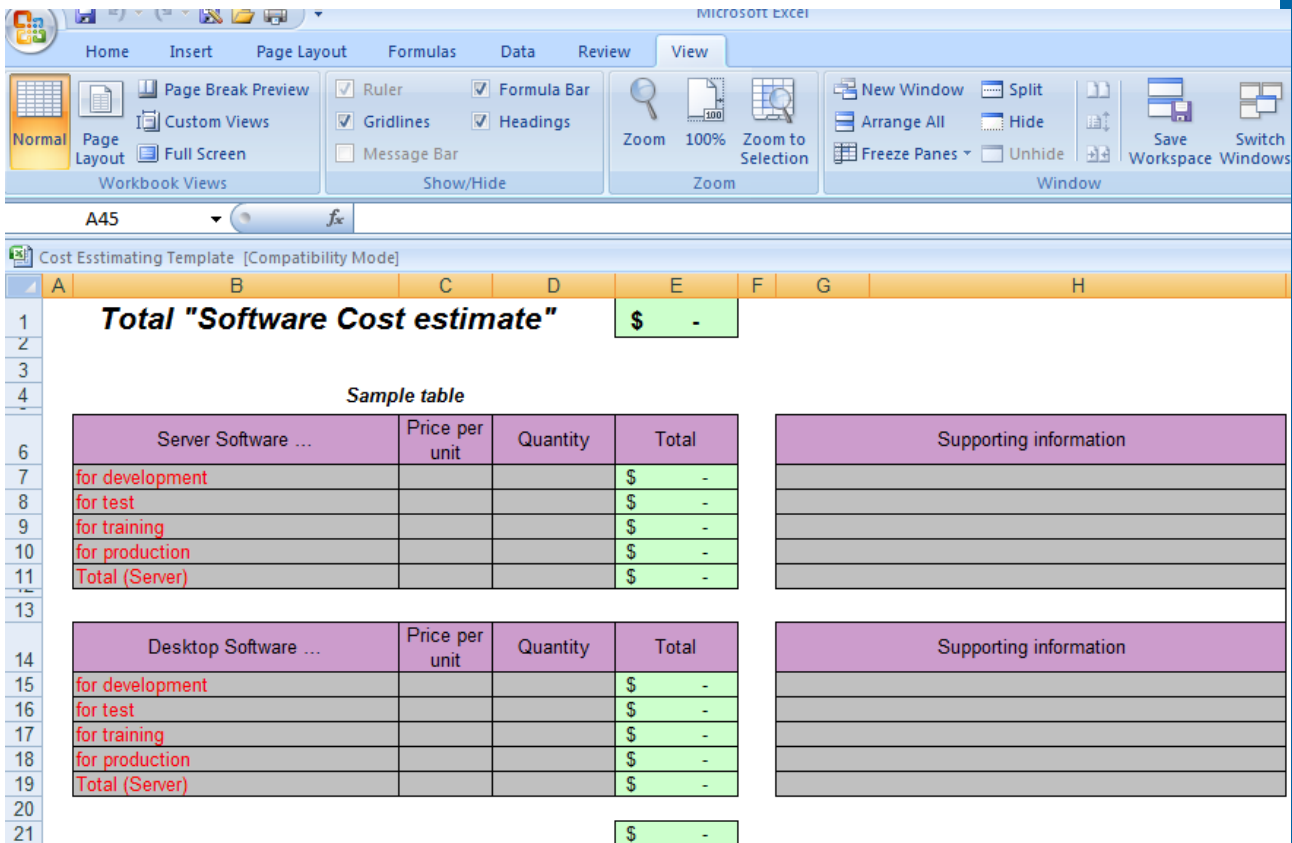 Microsoft Excel
Home Insert Page Layout Formulas Data Review View
Normal
Page Layout
Page Break Preview
Custom Views
Full Screen
Workbook Views
Ruler
Gridlines
Message Bar
Formula Bar
Headings
Show/Hide
Zoom
100
100%
Zoom to Selection
Zoom
New Window
Arrange All
Freeze Panes
Split
Hide
Unhide
Save Workspace
Switch Windows
Window
A45 fx
Cost Esstimating Template [Compatibility Mode]
A B C D E F G H
1 Total "Software Cost estimate" $ -
2
3
4 Sample table
6 Server Software ... Price per unit Quantity Total Supporting information
7 for development $ -
8 for test $ -
9 for training $ -
10 for production $ -
11 Total (Server) $ -
13
14 Desktop Software ... Price per unit Quantity Total Supporting information
15 for development $ -
16 for test $ -
17 for training $ -
18 for production $ -
19 Total (Server) $ -
20
21 $ -